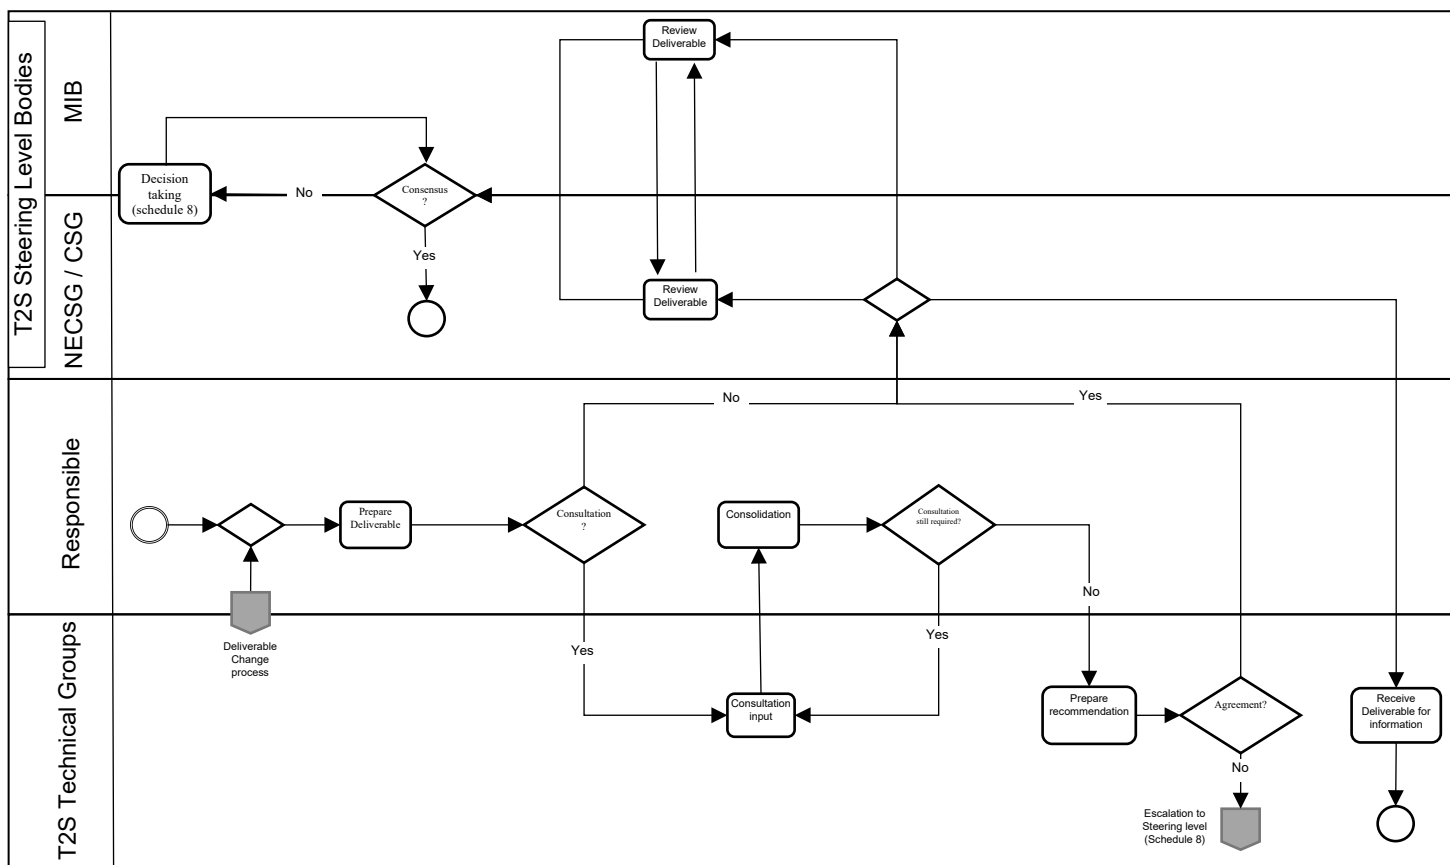 T2S Steering Level Bodies
MIB
NECSG / CSG
Responsible
T2S Technical Groups
Review
Deliverable
Decision
taking
(schedule 8)
No
Consensus
?
Yes
Review
Deliverable
No
Yes
Prepare
Deliverable
Consultation
?
Consolidation
Consultation
still required?
No
Deliverable
Change
process
Yes
Yes
Consultation
input
Prepare
recommendation
Agreement?
Receive
Deliverable for
information
No
Escalation to
Steering level
(Schedule 8)